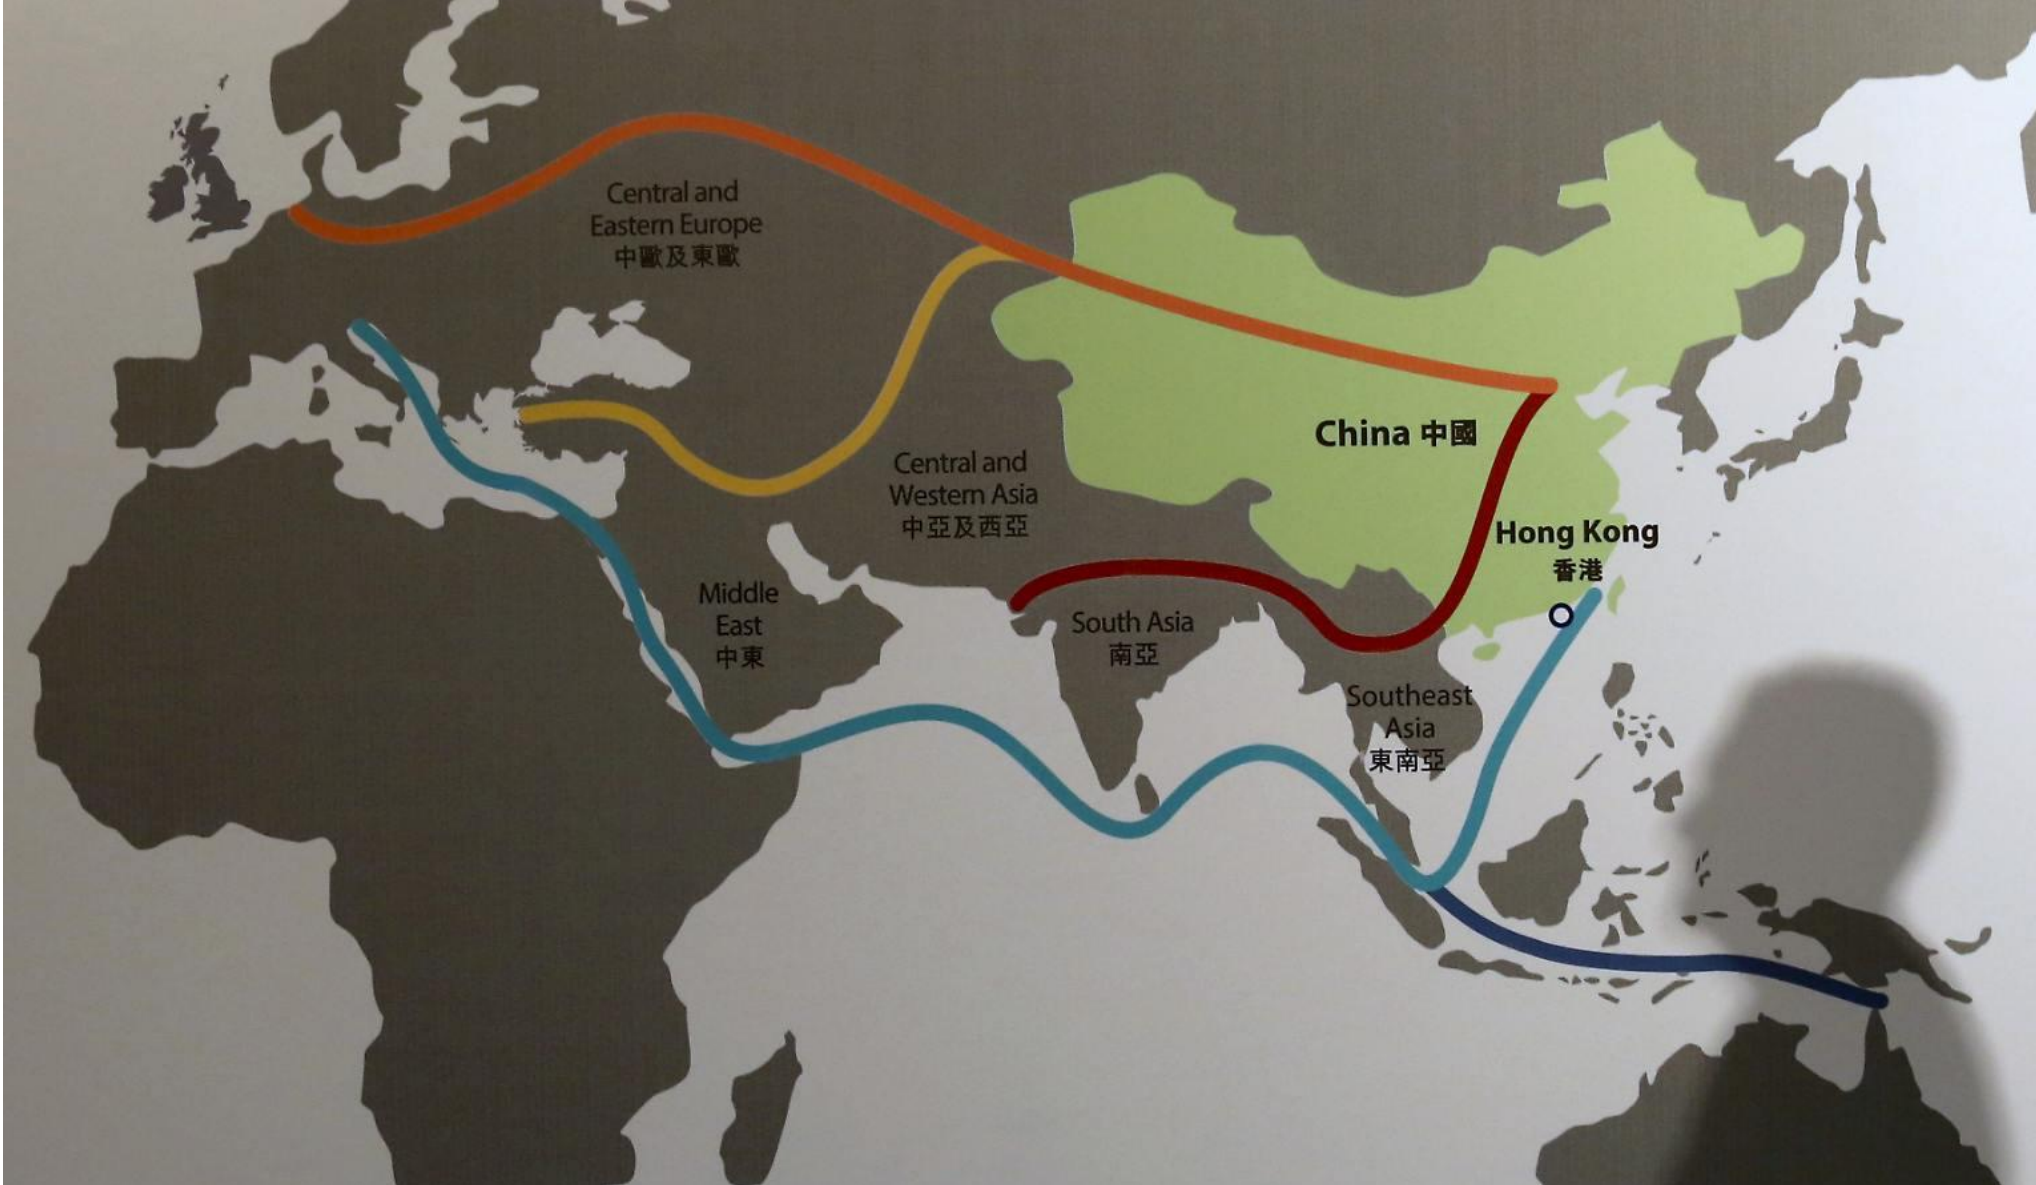 Central and
Eastern Europe
中歐及東歐
China 中國
Central and
Western Asia
中亞及西亞
Hong Kong
香港
Middle
East
中東
South Asia
南亞
Southeast
Asia
東南亞